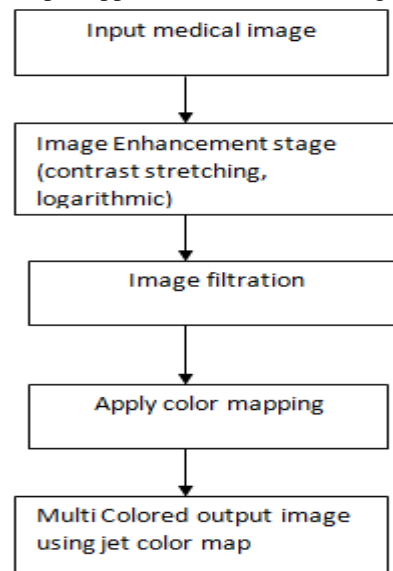 Input medical image
Image Enhancement stage
(contrast stretching,
logarithmic)
Image filtration
Apply color mapping
Multi Colored output image
using jet color map